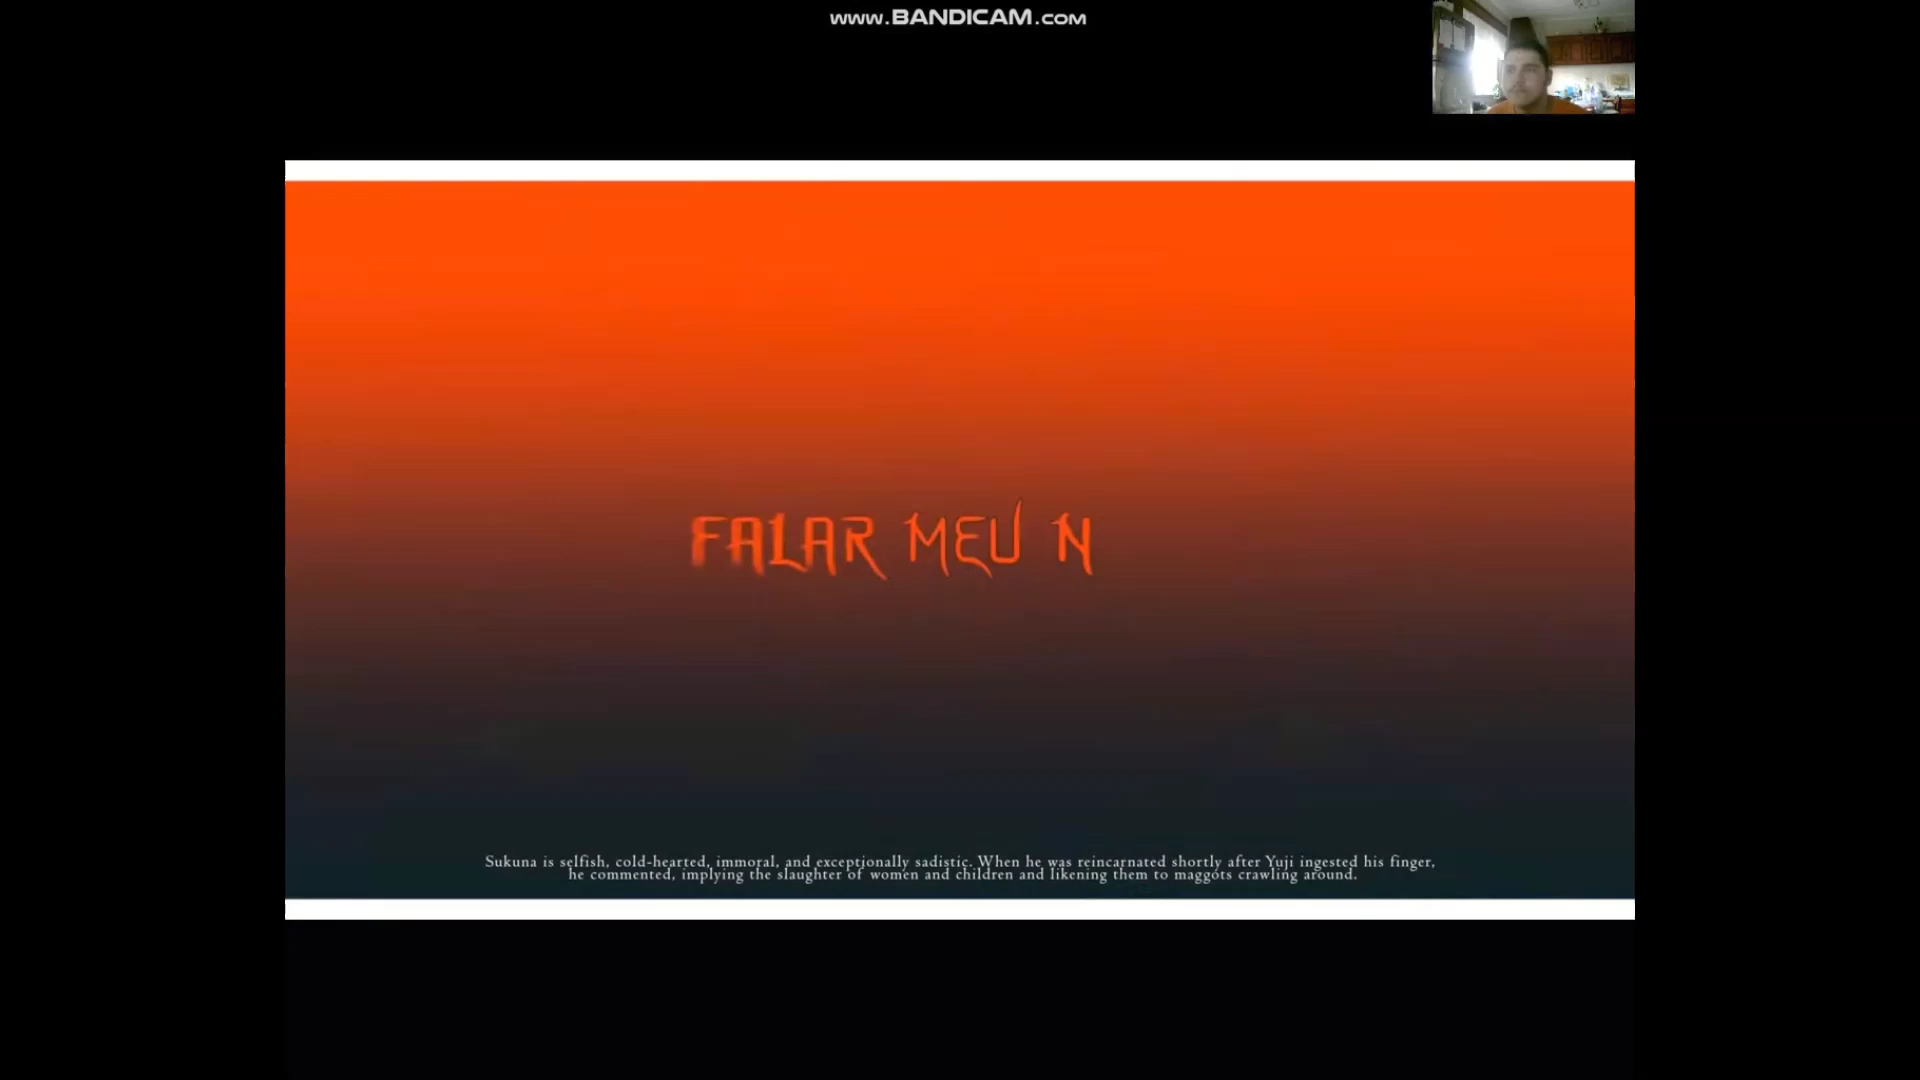 www.BANDICAM.com
FALAR MEU N
Sukuna is selfish, cold-hearted, immoral, and exceptionally sadistic. When he was reincarnated shortly after Yuji ingested his finger,
he commented, implying the slaughter of women and children and likening them to maggots crawling around.